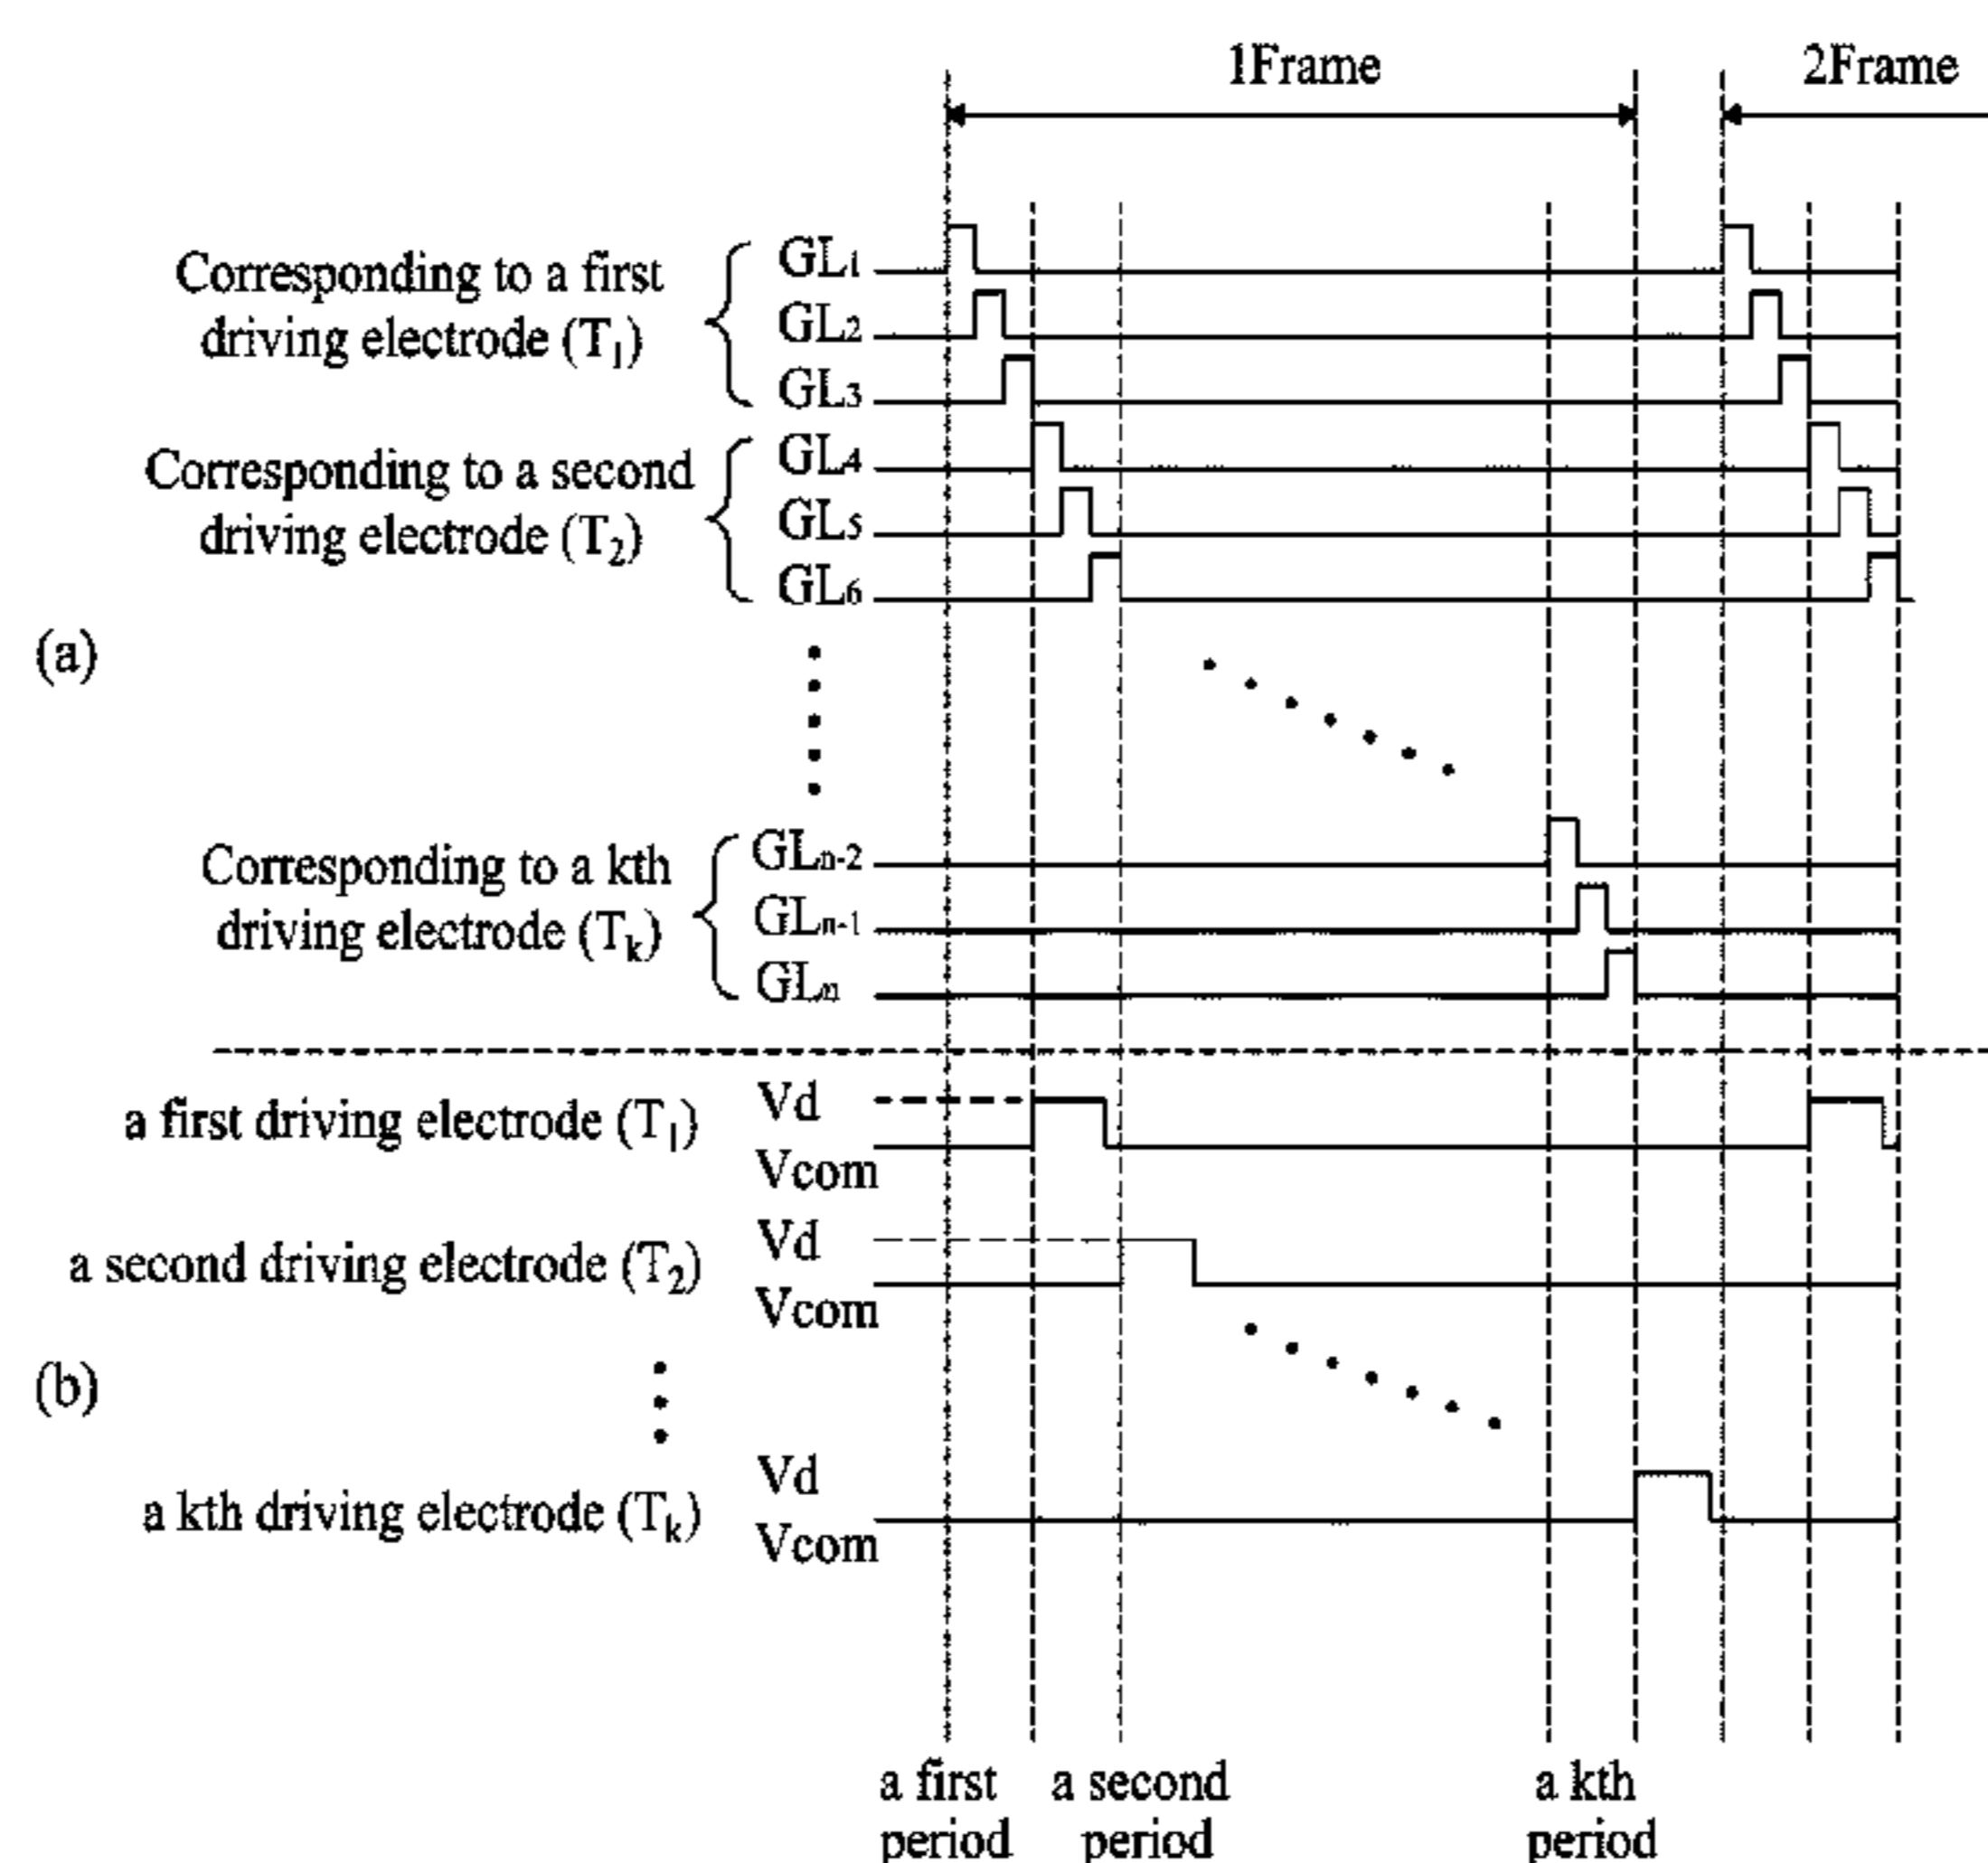 1Frame 2Frame
Corresponding to a first
driving electrode (T1)
GL1
GL2
GL3
Corresponding to a second
driving electrode (T2)
GL4
GL5
GL6
(a)
Corresponding to a kth
driving electrode (Tk)
GLn-2
GLn-1
GLn
a first driving electrode (T1)
Vd
Vcom
a second driving electrode (T2)
Vd
Vcom
(b)
a kth driving electrode (Tk)
Vd
Vcom
a first
period
a second
period
a kth
period